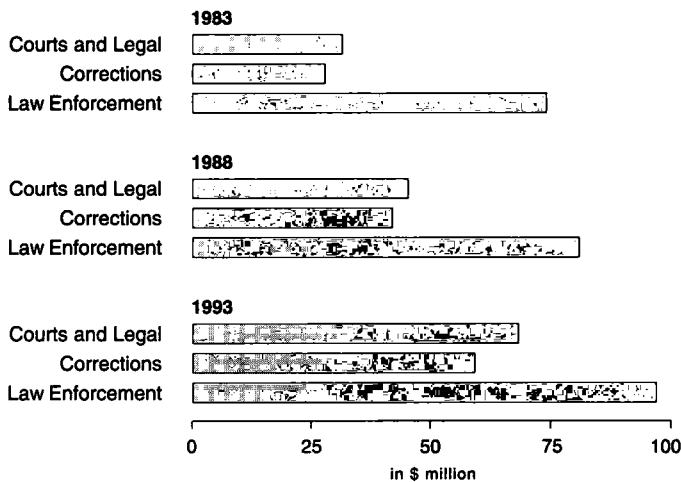 1983
Courts and Legal
Corrections
Law Enforcement
1988
Courts and Legal
Corrections
Law Enforcement
1993
Courts and Legal
Corrections
Law Enforcement
0 25 50 75 100
in $ million